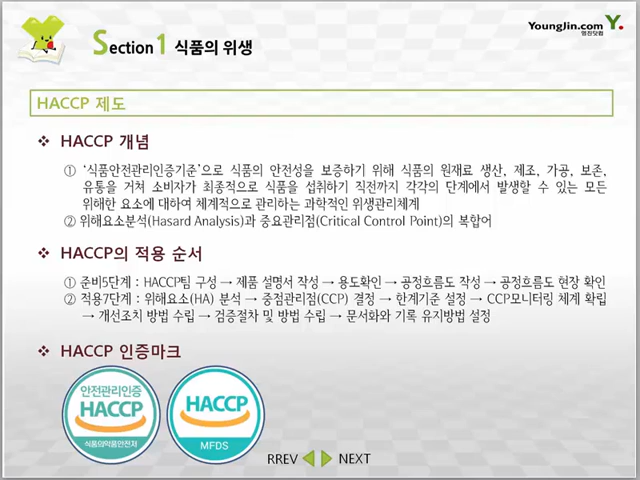 YoungJin.com Y.
영진닷컴
Section 1 식품의 위생
HACCP 제도
❖ HACCP 개념
① ‘식품안전관리인증기준’으로 식품의 안전성을 보증하기 위해 식품의 원재료 생산, 제조, 가공, 보존,
유통을 거쳐 소비자가 최종적으로 식품을 섭취하기 직전까지 각각의 단계에서 발생할 수 있는 모든
위해한 요소에 대하여 체계적으로 관리하는 과학적인 위생관리체계
② 위해요소분석(Hasard Analysis)과 중요관리점(Critical Control Point)의 복합어
❖ HACCP의 적용 순서
① 준비5단계 : HACCP팀 구성 → 제품 설명서 작성 → 용도확인 → 공정흐름도 작성 → 공정흐름도 현장 확인
② 적용7단계 : 위해요소(HA) 분석 → 중점관리점(CCP) 결정 → 한계기준 설정 → CCP모니터링 체계 확립
→ 개선조치 방법 수립 → 검증절차 및 방법 수립 → 문서화와 기록 유지방법 설정
❖ HACCP 인증마크
안전관리인증
HACCP
식품의약품안전처
HACCP
MFDS
RREV NEXT